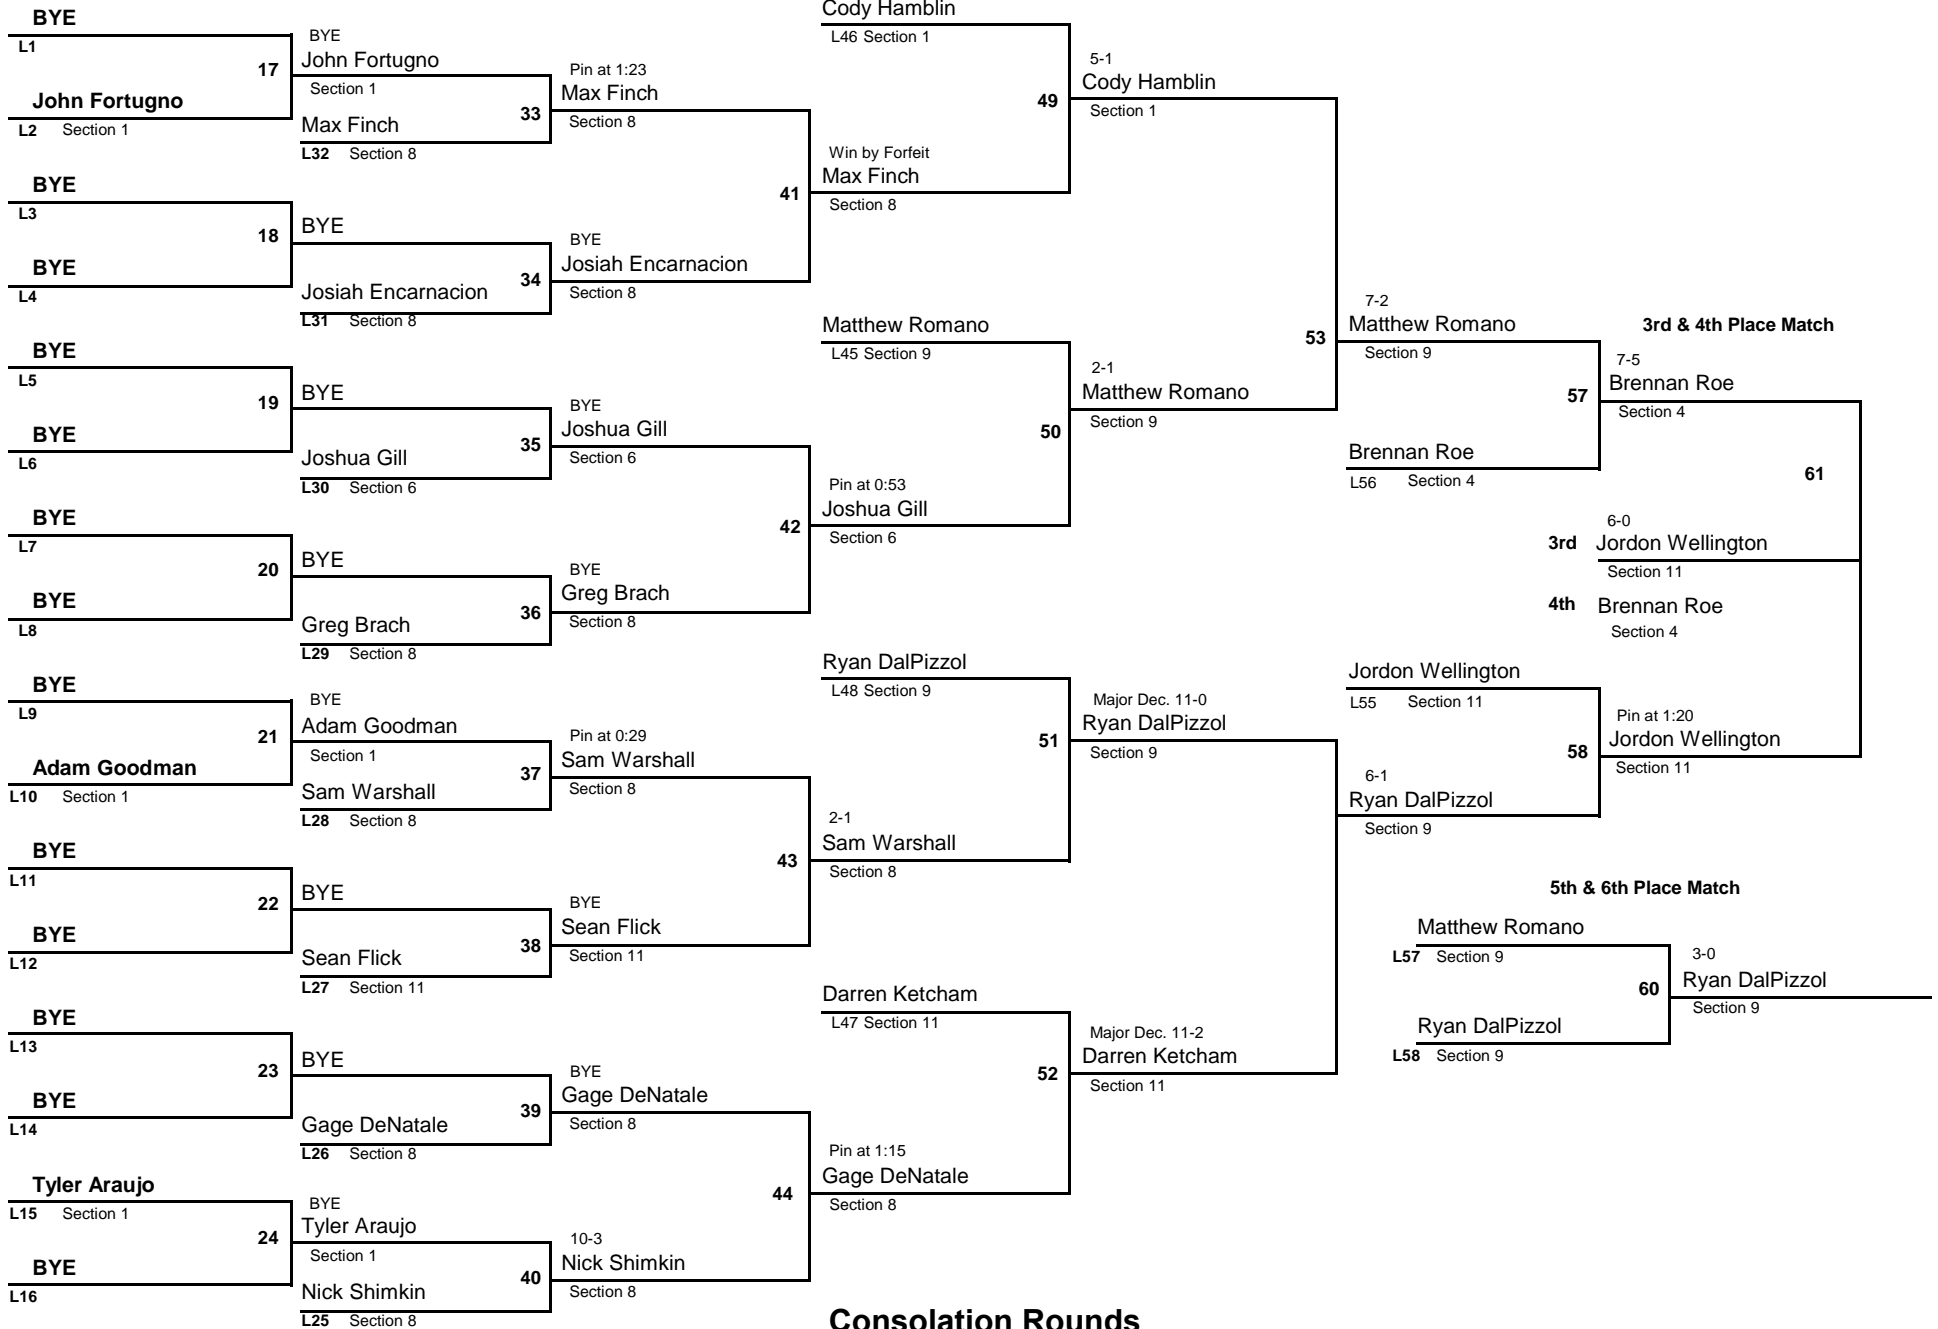 BYE
L1
17
John Fortugno
L2 Section 1
BYE
L3
18
BYE
L4
BYE
L5
19
BYE
L6
BYE
L7
20
BYE
L8
BYE
L9
21
Adam Goodman
L10 Section 1
BYE
L11
22
BYE
L12
BYE
L13
23
BYE
L14
Tyler Araujo
L15 Section 1
24
BYE
L16
BYE
John Fortugno
Section 1
33
Max Finch
L32 Section 8
BYE
34
Josiah Encarnacion
L31 Section 8
BYE
35
Joshua Gill
L30 Section 6
BYE
36
Greg Brach
L29 Section 8
BYE
Adam Goodman
Section 1
37
Sam Warshall
L28 Section 8
BYE
38
Sean Flick
L27 Section 11
BYE
39
Gage DeNatale
L26 Section 8
BYE
Tyler Araujo
Section 1
40
Nick Shimkin
L25 Section 8
Pin at 1:23
Max Finch
Section 8
41
BYE
Josiah Encarnacion
Section 8
BYE
Joshua Gill
Section 6
42
BYE
Greg Brach
Section 8
Pin at 0:29
Sam Warshall
Section 8
43
BYE
Sean Flick
Section 11
BYE
Gage DeNatale
Section 8
44
10-3
Nick Shimkin
Section 8
Cody Hamblin
L46 Section 1
49
Win by Forfeit
Max Finch
Section 8
Matthew Romano
L45 Section 9
50
Pin at 0:53
Joshua Gill
Section 6
Ryan DalPizzol
L48 Section 9
51
2-1
Sam Warshall
Section 8
Darren Ketcham
L47 Section 11
52
Pin at 1:15
Gage DeNatale
Section 8
5-1
Cody Hamblin
Section 1
53
2-1
Matthew Romano
Section 9
Major Dec. 11-0
Ryan DalPizzol
Section 9
Major Dec. 11-2
Darren Ketcham
Section 11
7-2
Matthew Romano
Section 9
57
Brennan Roe
L56 Section 4
Jordon Wellington
L55 Section 11
58
6-1
Ryan DalPizzol
Section 9
3rd & 4th Place Match
7-5
Brennan Roe
Section 4
61
6-0
3rd Jordon Wellington
Section 11
4th Brennan Roe
Section 4
Pin at 1:20
Jordon Wellington
Section 11
5th & 6th Place Match
Matthew Romano
L57 Section 9
60
Ryan DalPizzol
L58 Section 9
3-0
Ryan DalPizzol
Section 9
Consolation Rounds